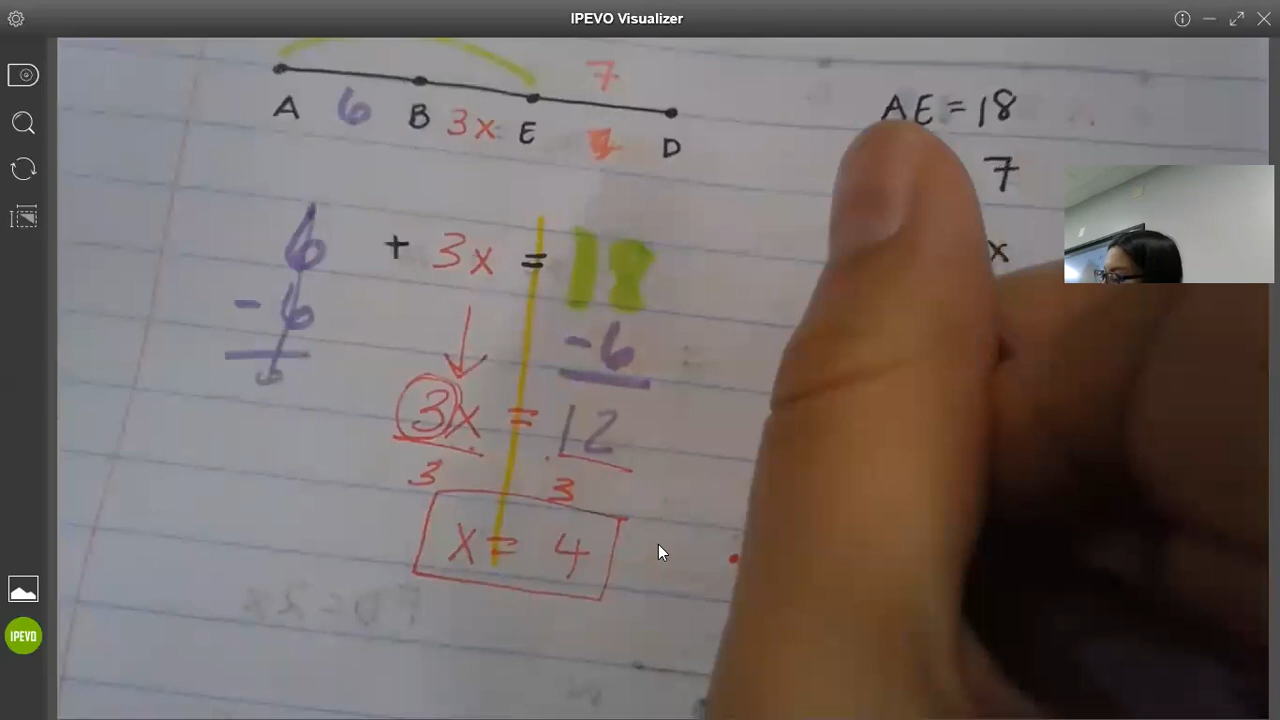 IPEVO Visualizer
7
A 6 B 3x E D
AE = 18
7
6 + 3x = 18
x
- 6 - 6
3x = 12
3 3
x = 4
IPEVO